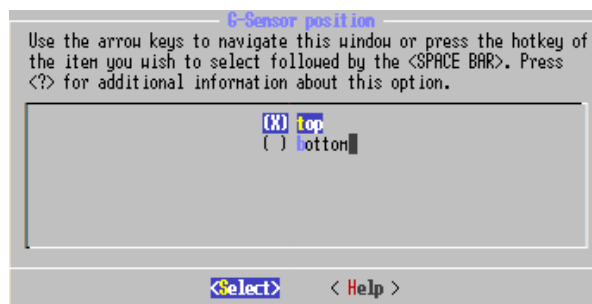 G-Sensor position
Use the arrow keys to navigate this window or press the hotkey of
the item you wish to select followed by the <SPACE BAR>. Press
<?> for additional information about this option.
(X) top
( ) bottom
<Select> < Help >